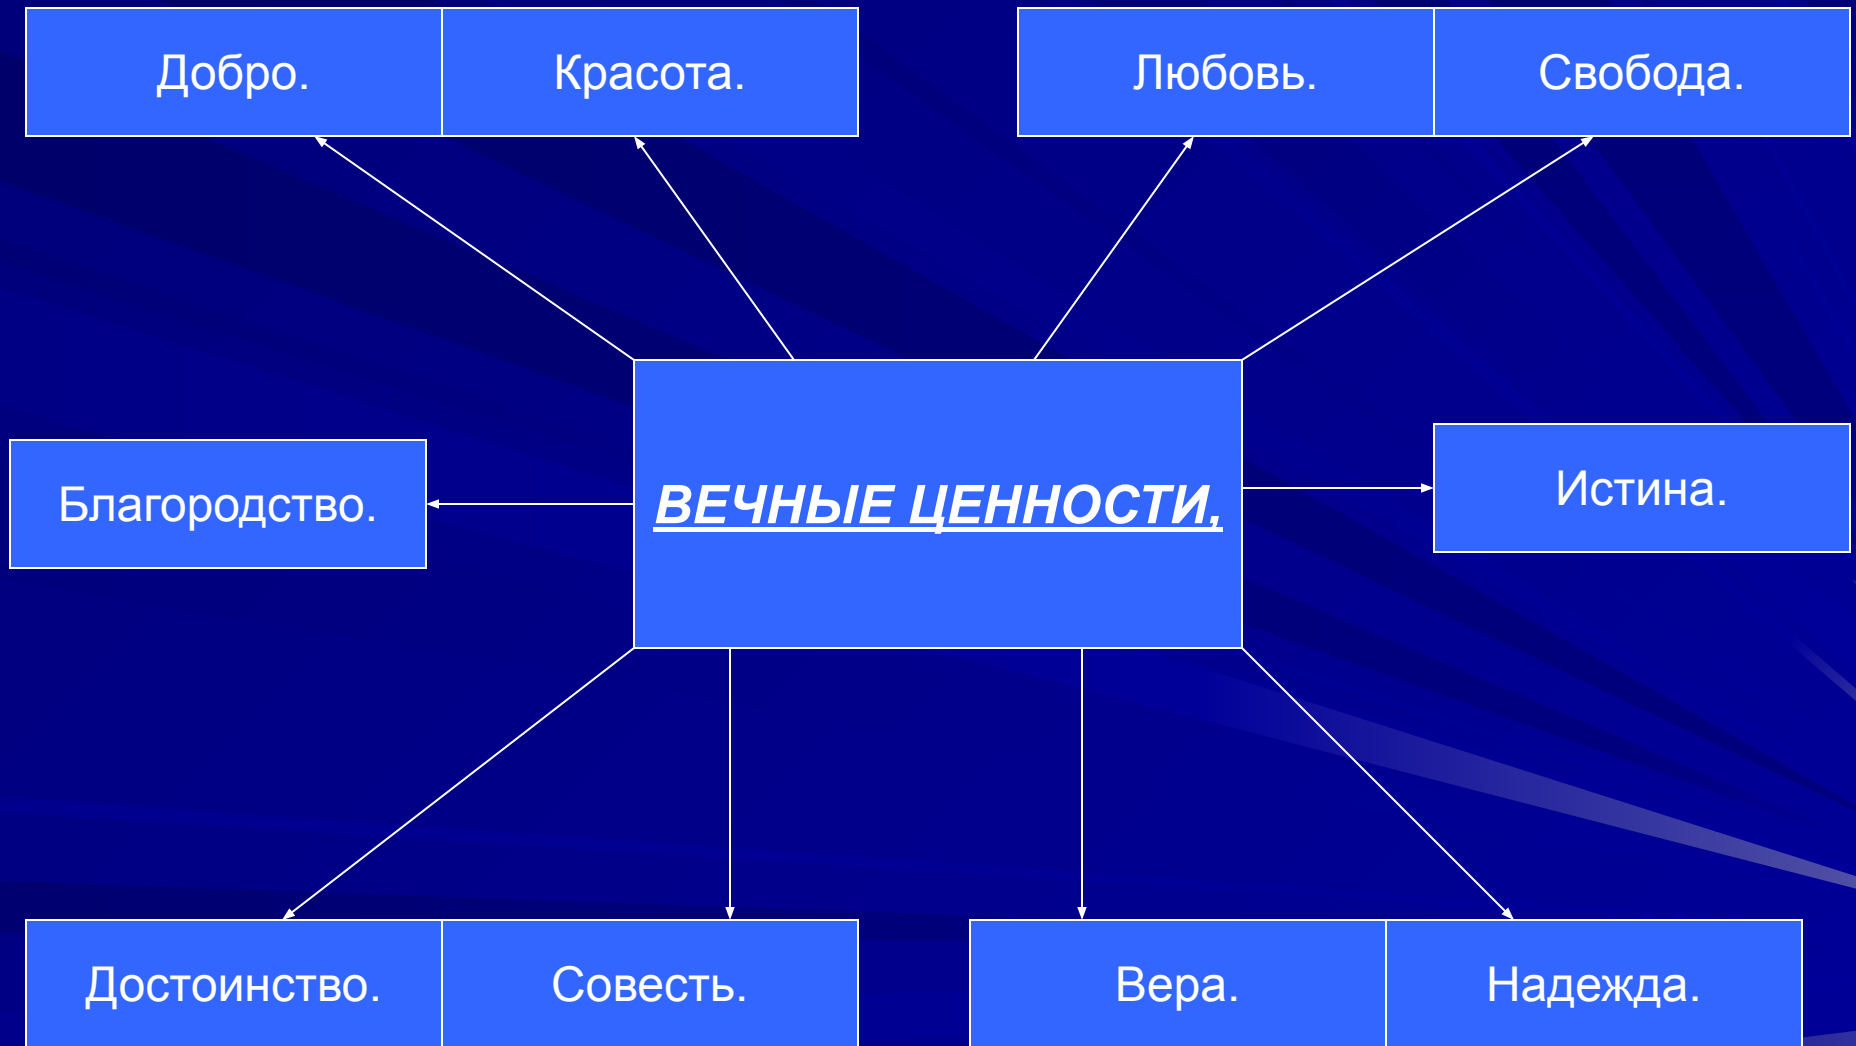 Добро.
Красота.
Любовь.
Свобода.
Благородство.
ВЕЧНЫЕ ЦЕННОСТИ,
Истина.
Достоинство.
Совесть.
Вера.
Надежда.